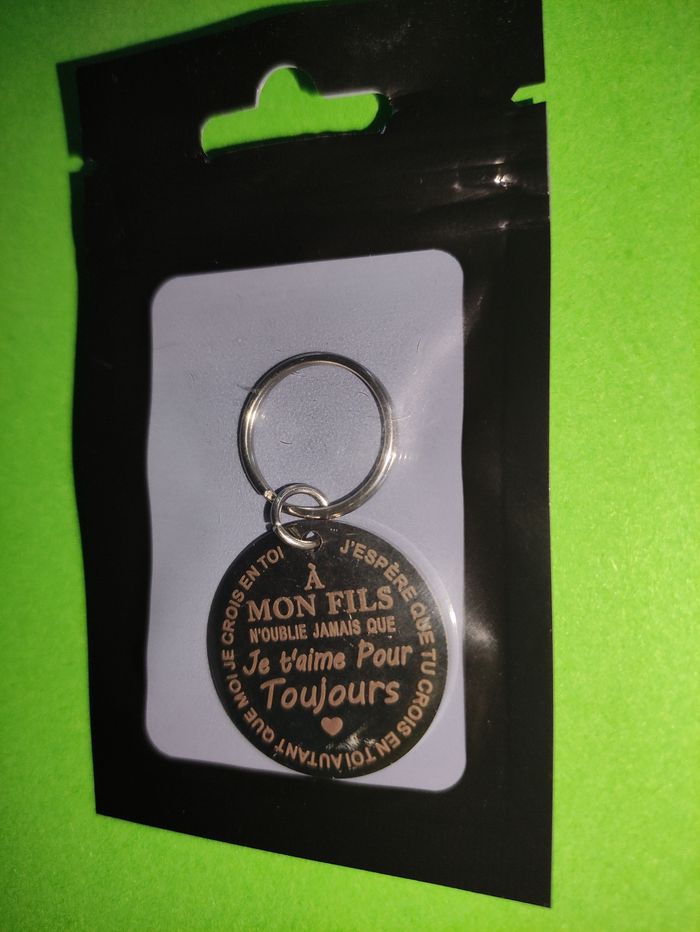 À
MON FILS
N'OUBLIE JAMAIS QUE
Je t'aime Pour
Toujours
J'ESPÈRE QUE TU CROIS EN TOI AUTANT QUE MOI JE CROIS EN TOI